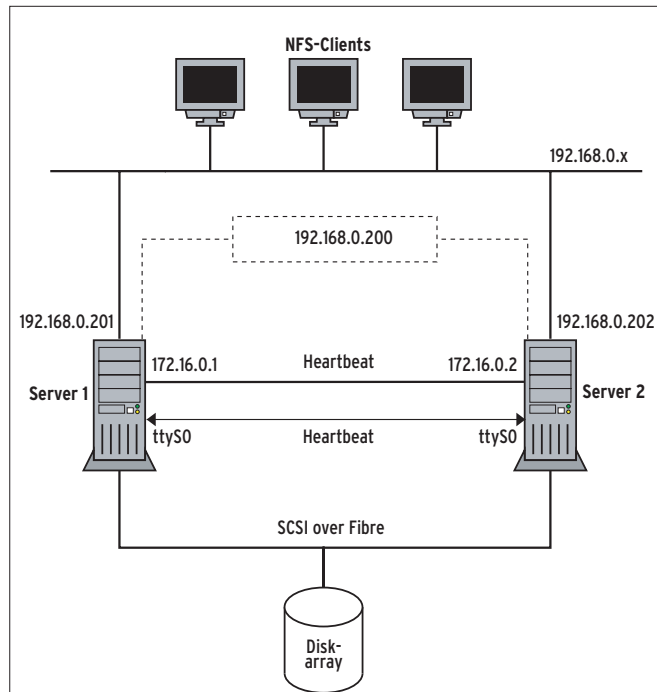 NFS-Clients
192.168.0.x
192.168.0.200
192.168.0.201
192.168.0.202
172.16.0.1
Heartbeat
172.16.0.2
Server 1
Server 2
ttyS0
Heartbeat
ttyS0
SCSI over Fibre
Disk-
array